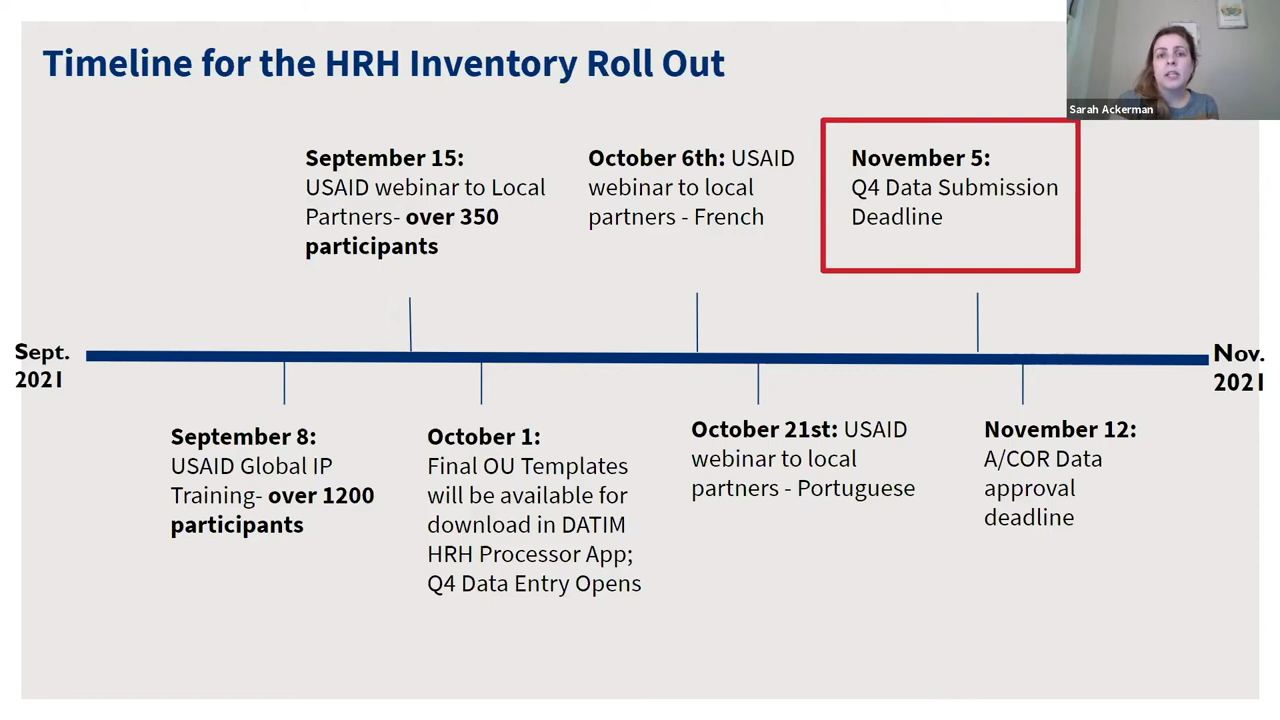 Timeline for the HRH Inventory Roll Out
Sarah Ackerman
September 15:
USAID webinar to Local
Partners- over 350
participants
October 6th: USAID
webinar to local
partners - French
November 5:
Q4 Data Submission
Deadline
Sept.
2021
Nov.
2021
September 8:
USAID Global IP
Training- over 1200
participants
October 1:
Final OU Templates
will be available for
download in DATIM
HRH Processor App;
Q4 Data Entry Opens
October 21st: USAID
webinar to local
partners - Portuguese
November 12:
A/COR Data
approval
deadline